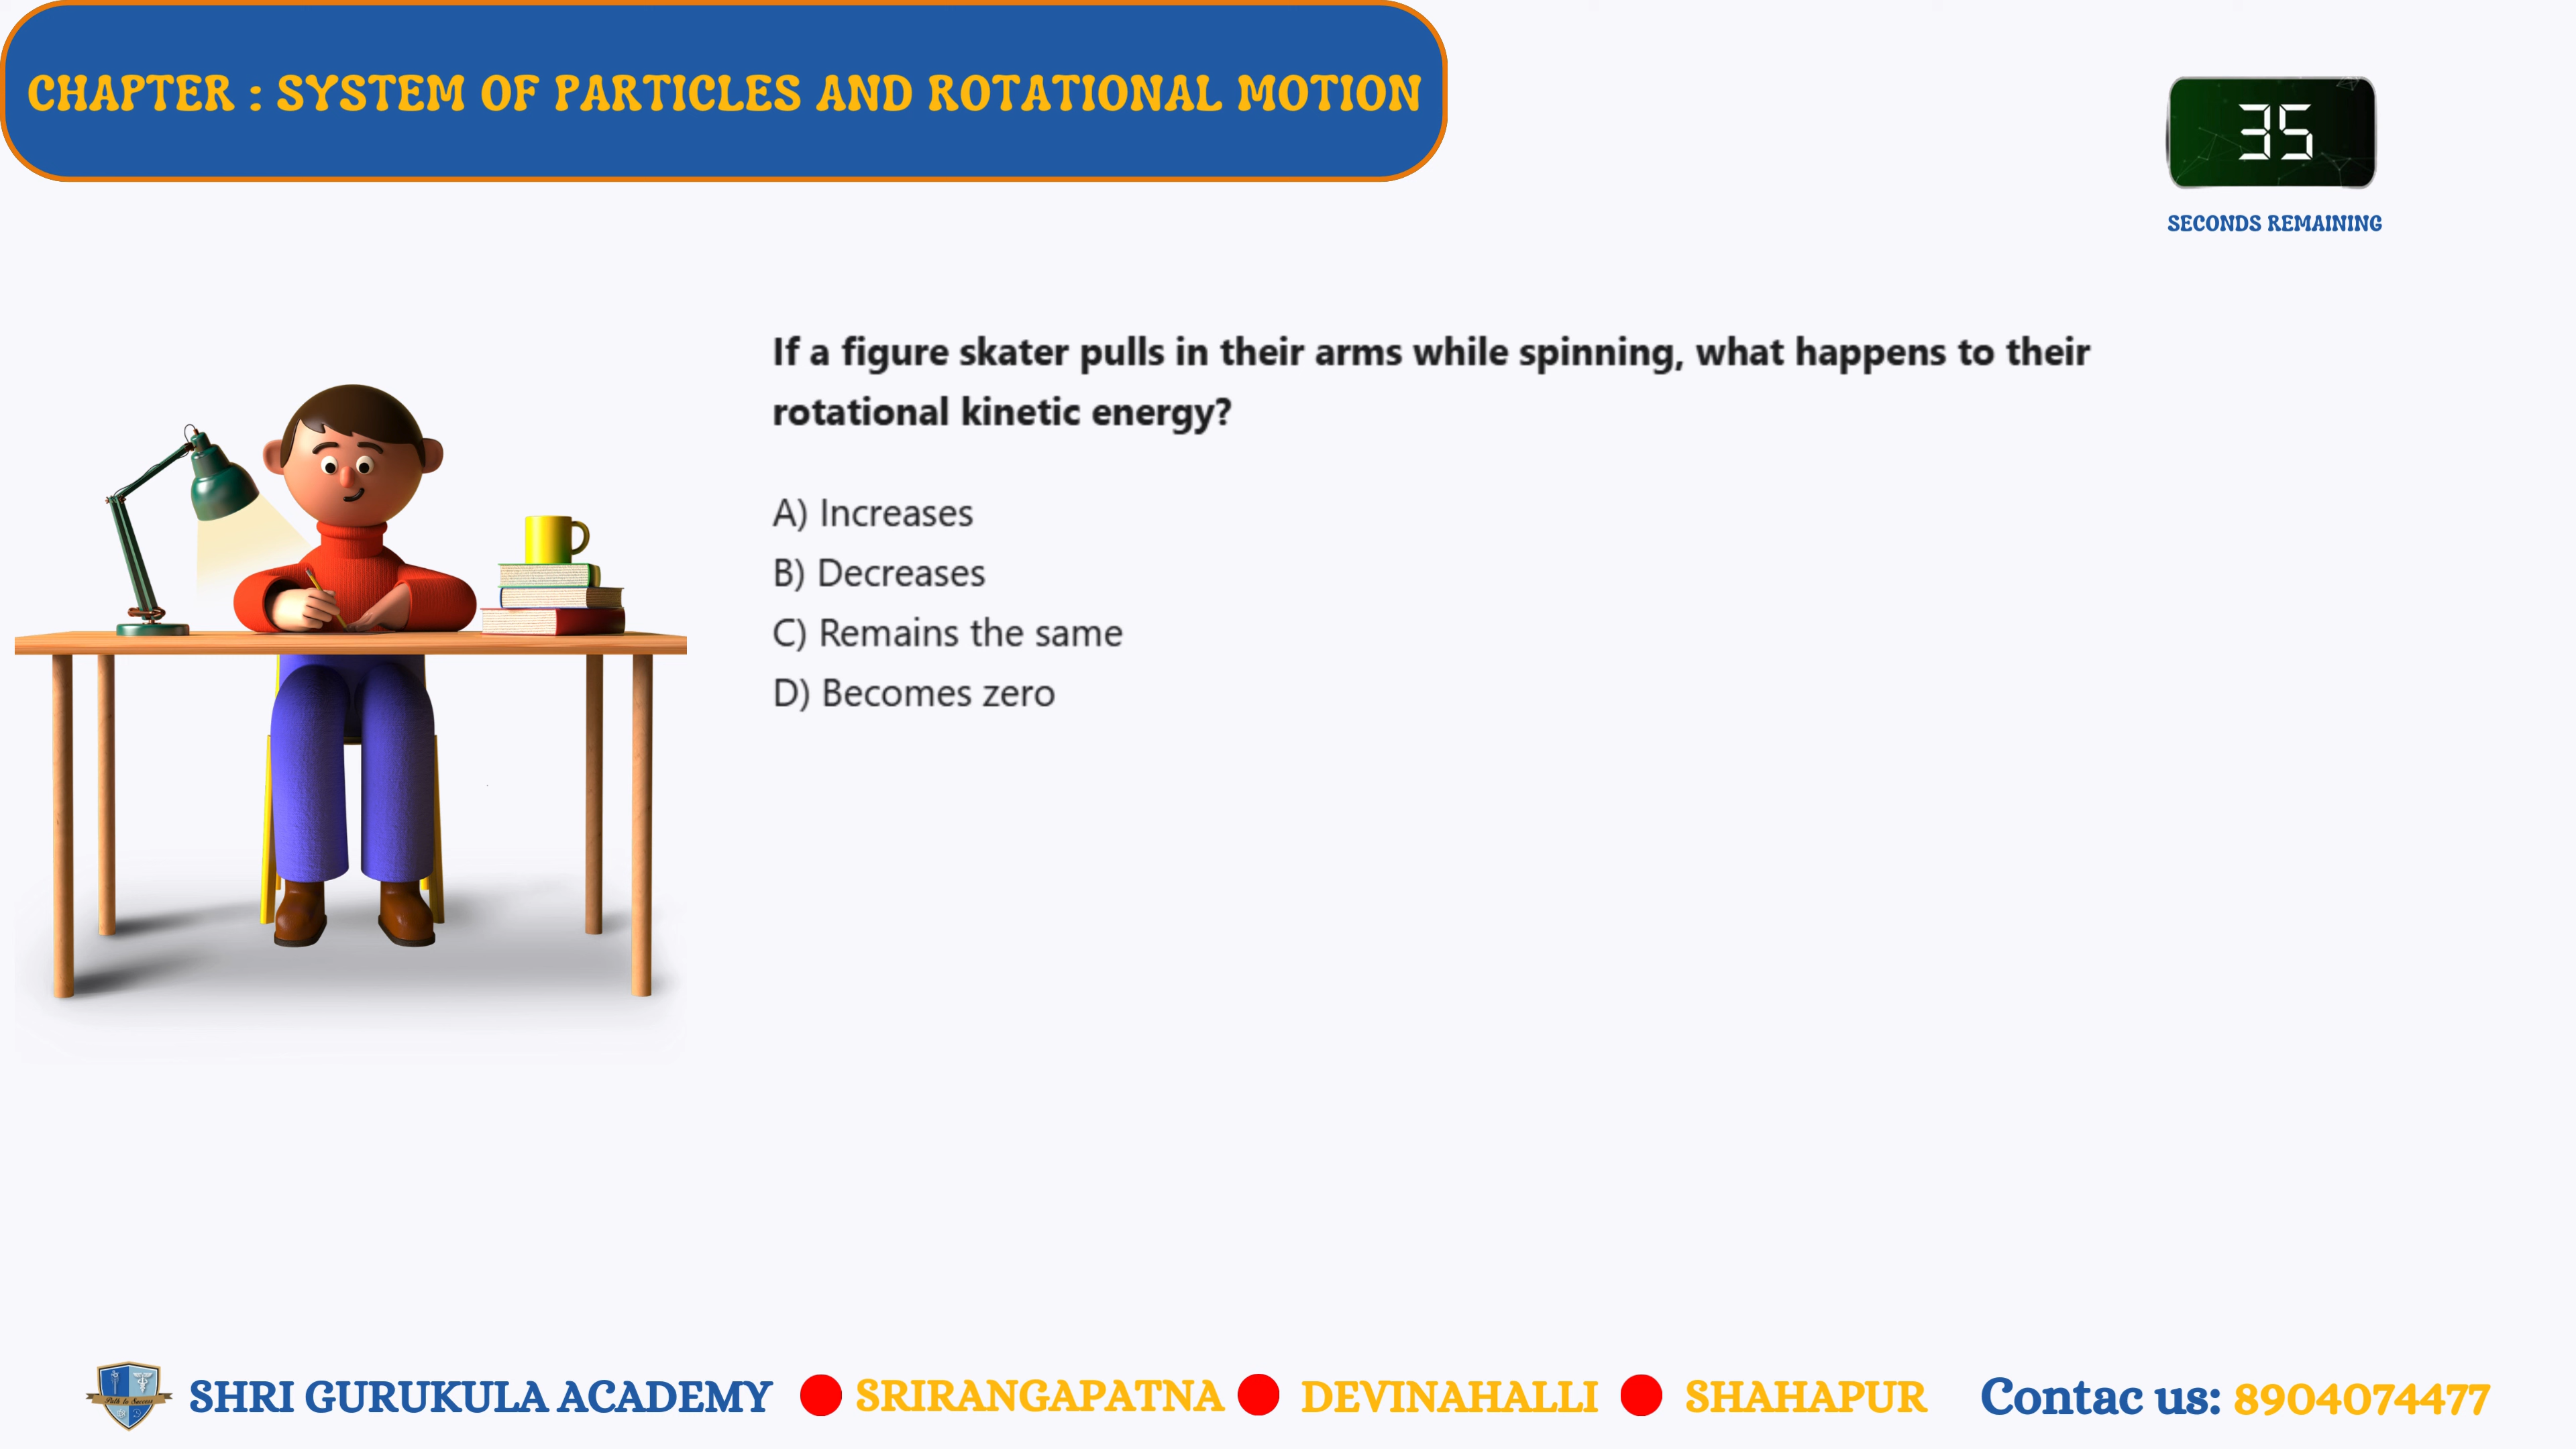 CHAPTER : SYSTEM OF PARTICLES AND ROTATIONAL MOTION
35
SECONDS REMAINING
If a figure skater pulls in their arms while spinning, what happens to their
rotational kinetic energy?
A) Increases
B) Decreases
C) Remains the same
D) Becomes zero
SHRI GURUKULA ACADEMY SRIRANGAPATNA DEVINAHALLI SHAHAPUR Contac us: 8904074477